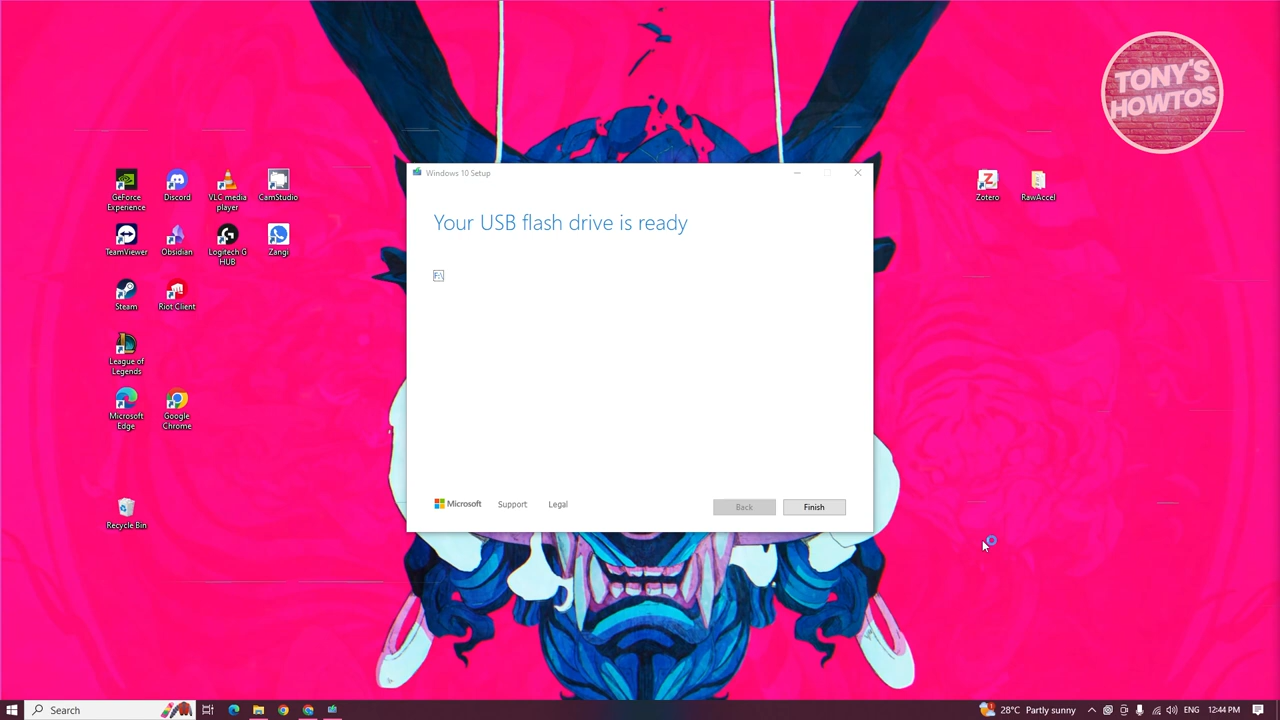 TONY'S
HOWTOS
GeForce
Experience
Discord
VLC media
player
CamStudio
Zotero
RawAccel
TeamViewer
Obsidian
Logitech G
HUB
Zangi
Steam
Riot Client
League of
Legends
Microsoft
Edge
Google
Chrome
Recycle Bin
Windows 10 Setup
Your USB flash drive is ready
Microsoft
Support
Legal
Back
Finish
Search
28°C Partly sunny
ENG
12:44 PM